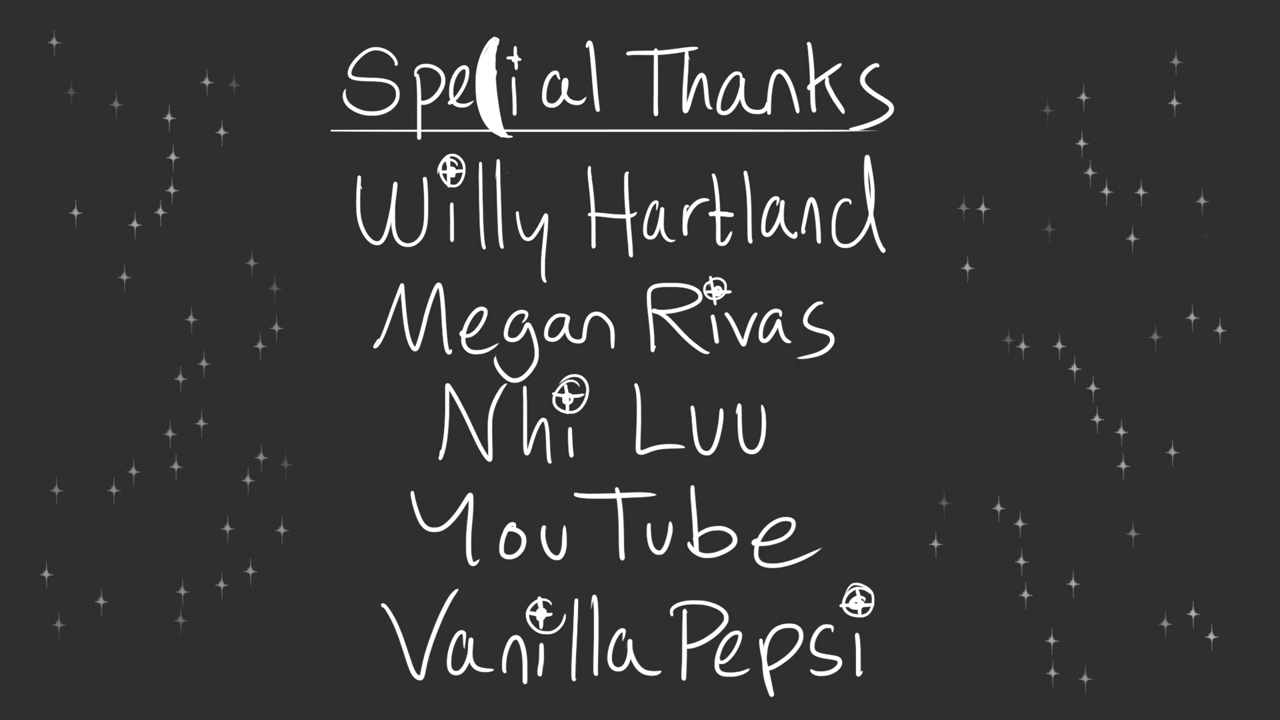 Special Thanks
Willy Hartland
Megan Rivas
Nhi Luu
YouTube
Vanilla Pepsi